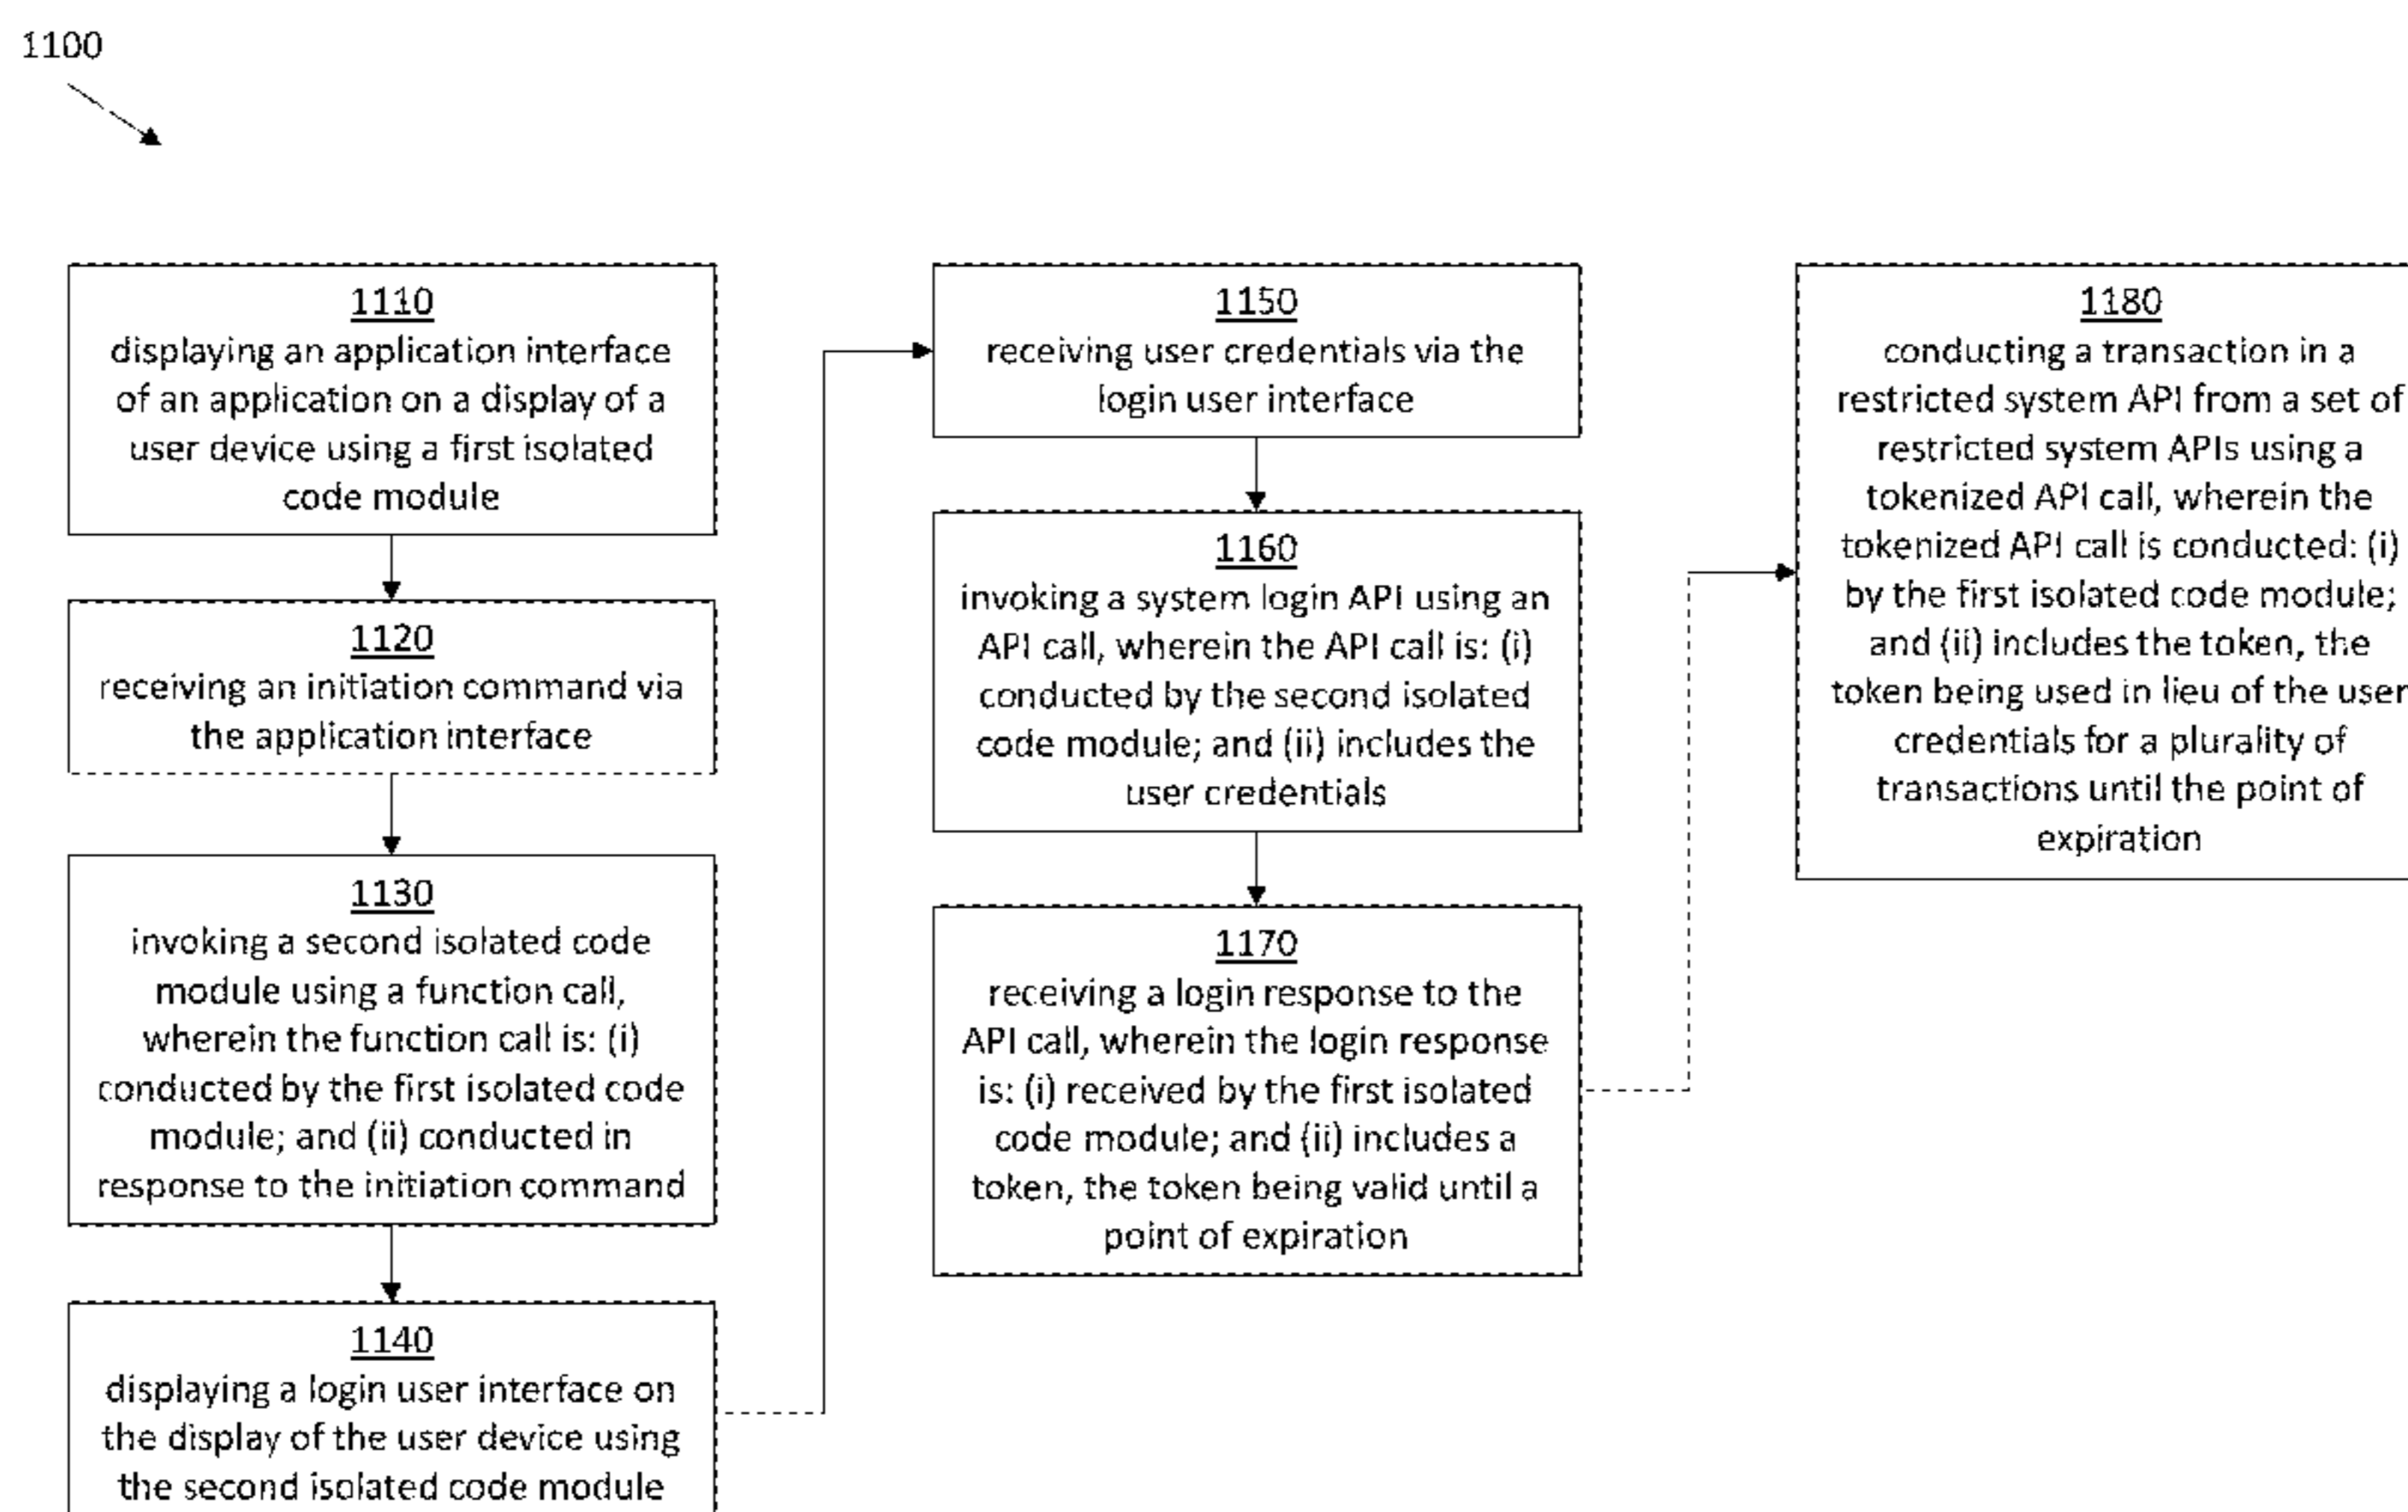 1100
1110
displaying an application interface
of an application on a display of a
user device using a first isolated
code module
1120
receiving an initiation command via
the application interface
1130
invoking a second isolated code
module using a function call,
wherein the function call is: (i)
conducted by the first isolated code
module; and (ii) conducted in
response to the initiation command
1140
displaying a login user interface on
the display of the user device using
the second isolated code module
1150
receiving user credentials via the
login user interface
1160
invoking a system login API using an
API call, wherein the API call is: (i)
conducted by the second isolated
code module; and (ii) includes the
user credentials
1170
receiving a login response to the
API call, wherein the login response
is: (i) received by the first isolated
code module; and (ii) includes a
token, the token being valid until a
point of expiration
1180
conducting a transaction in a
restricted system API from a set of
restricted system APIs using a
tokenized API call, wherein the
tokenized API call is conducted: (i)
by the first isolated code module;
and (ii) includes the token, the
token being used in lieu of the user
credentials for a plurality of
transactions until the point of
expiration